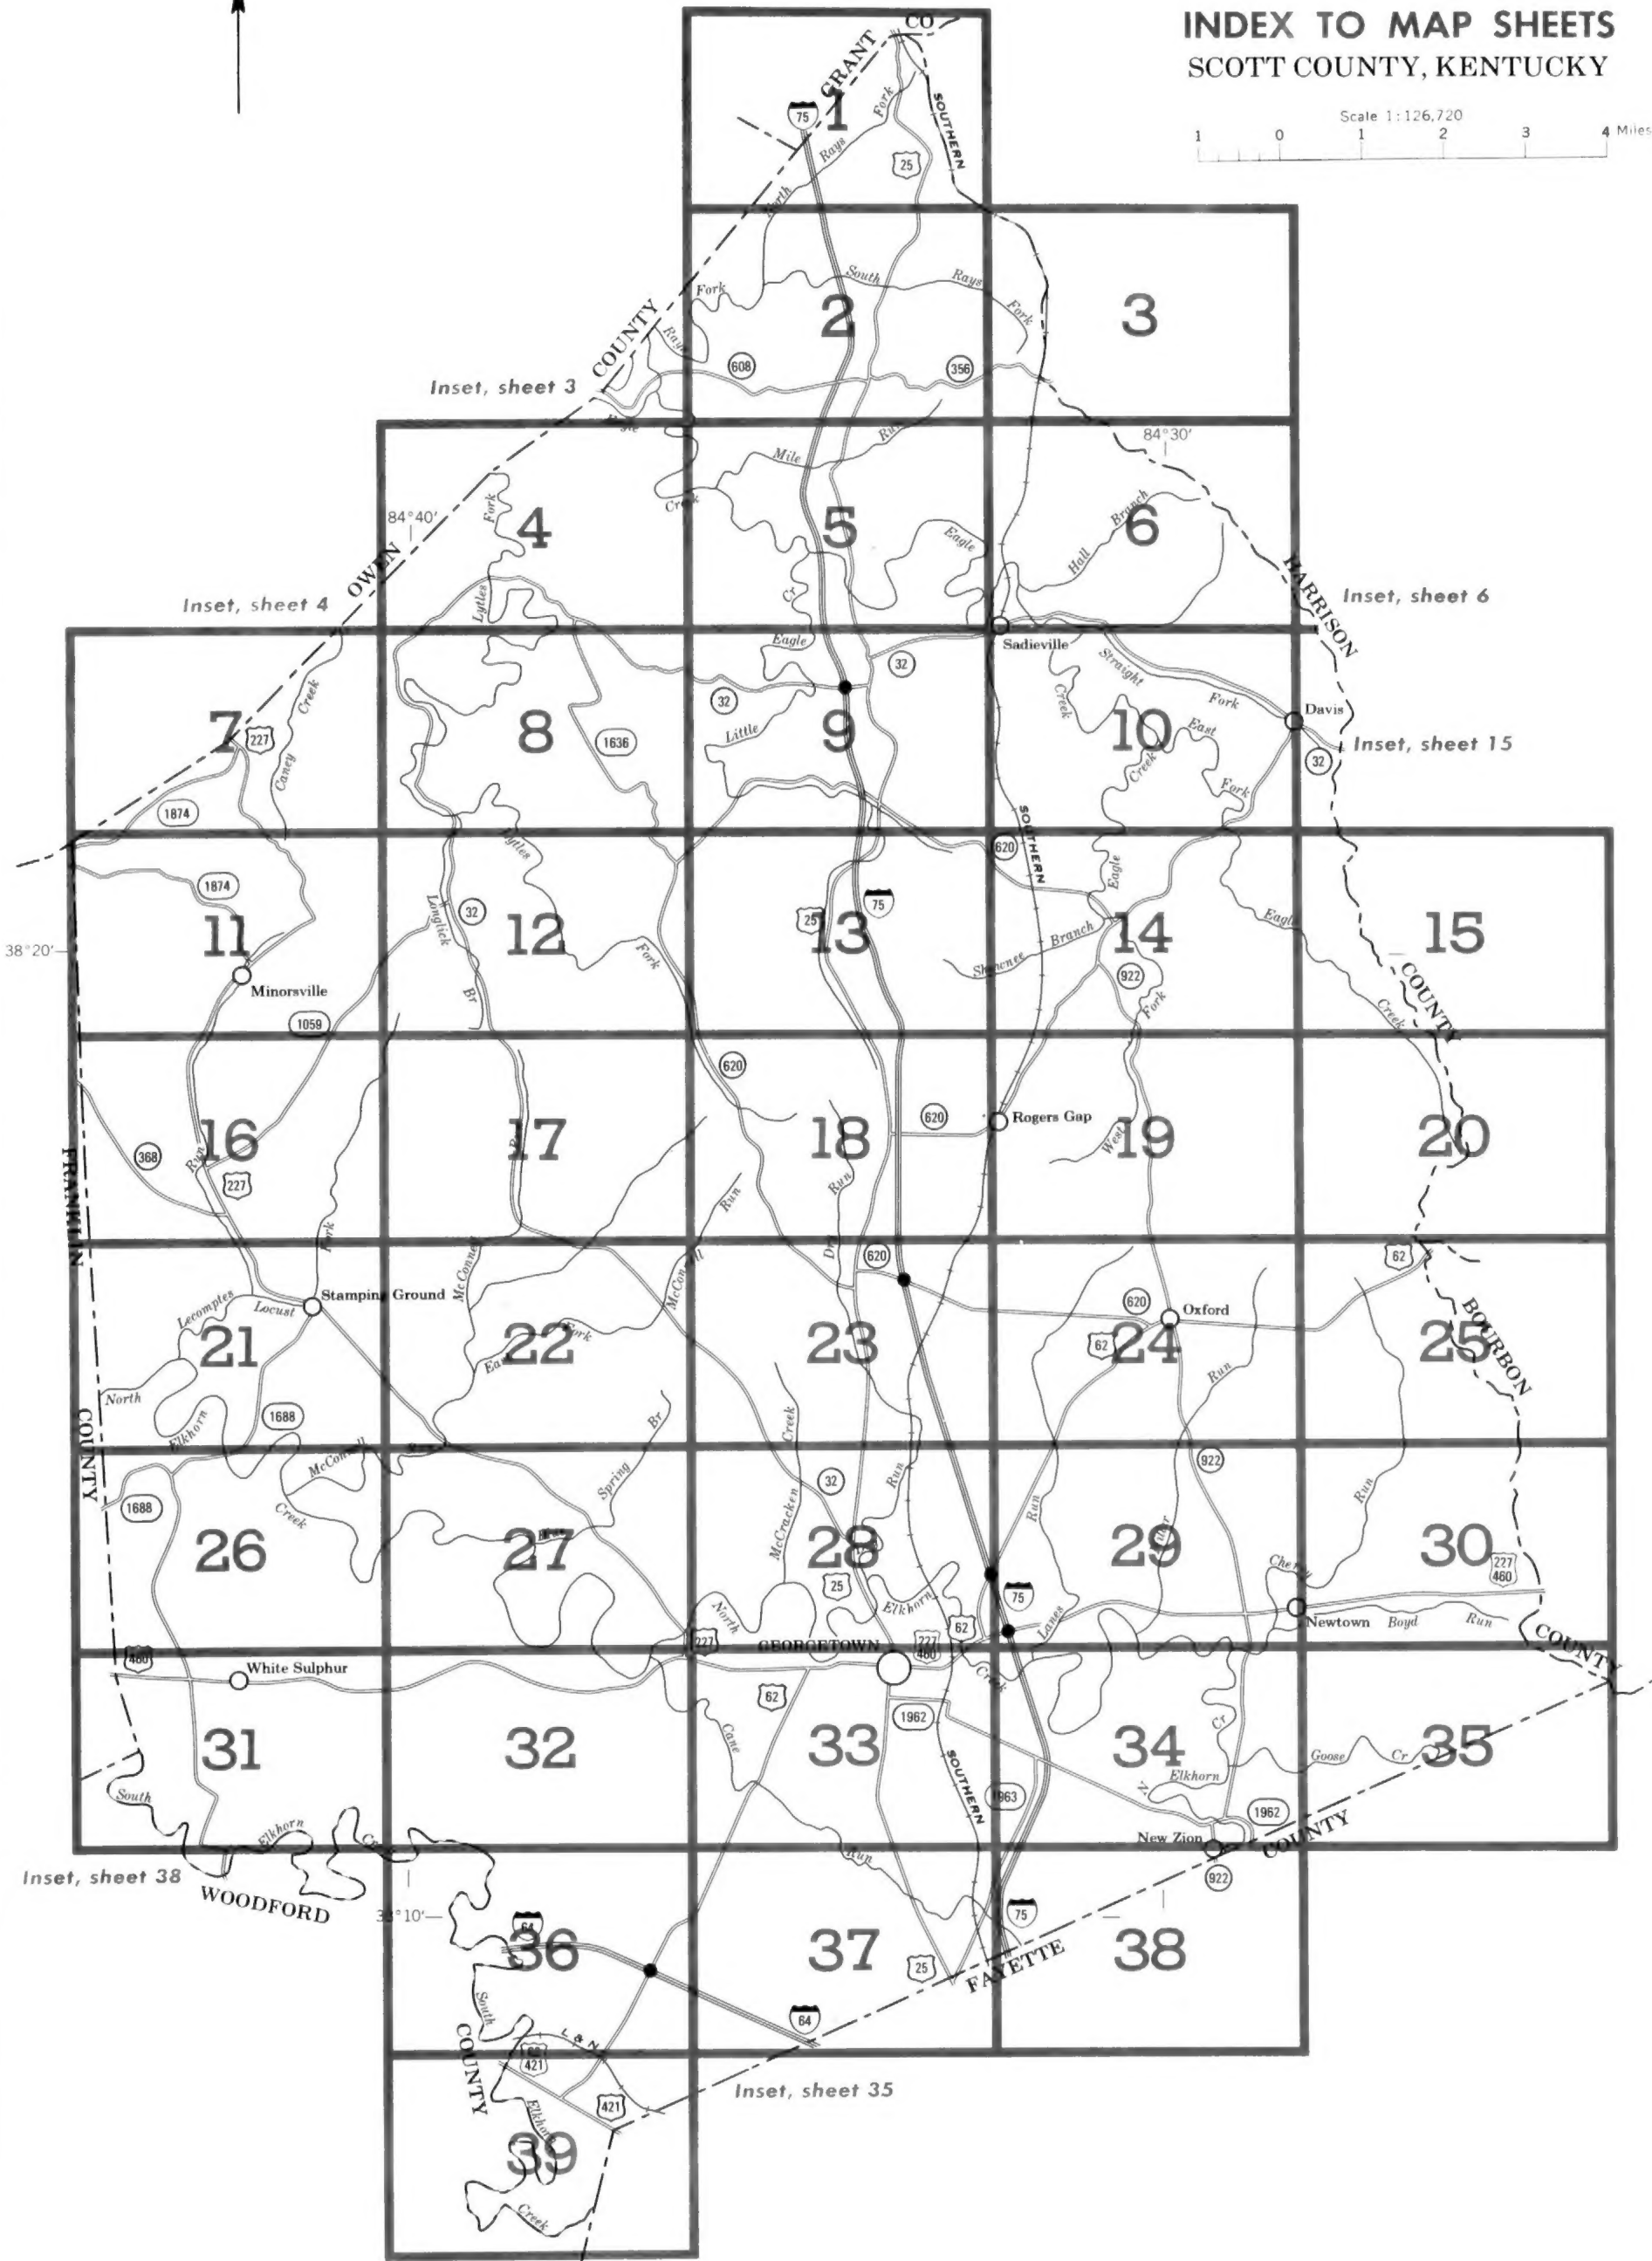 INDEX TO MAP SHEETS
SCOTT COUNTY, KENTUCKY
Scale 1:126,720
1 0 1 2 3 4 Miles
GRANT CO
SOUTHERN
75
1
25
North Rays Fork
South Rays Fork
2
3
Rays Fork
COUNTY
608
356
Inset, sheet 3
Eagle
84°30'
Mile Run
Creek
84°40'
Fork
4
5
6
Eagle
Hall Branch
OWEN
HARRISON
Inset, sheet 4
Inset, sheet 6
Lytles
Cr
Eagle
Sadieville
32
Straight Fork
Creek
Davis
32
Caney Creek
7
227
8
1636
Little
9
10
East Fork
Creek
Inset, sheet 15
32
1874
SOUTHERN
Lytles
620
Eagle
1874
Longlick Br
32
75
25
11
12
13
14
15
Fork
Branch
Eagle Creek
COUNTY
38°20'
922
Fork
Minorsville
1059
620
620
Rogers Gap
16
17
18
19
20
West
368
Run
227
FRANKLIN
Run
Run
Fork
Dry
620
62
McConnell
McConnell
Stamping Ground
Lecomptes
Locust
620
Oxford
BOURBON
21
22
23
24
25
62
East Fork
Run
North
Elkhorn
1688
COUNTY
McConnell Run
Spring Br
McCracken Creek
32
Run
922
Run
Run
1688
Creek
26
27
28
29
30
227
460
Cherry
25
Elkhorn
75
North
Lanes
Newtown
Boyd Run
227
GEORGETOWN
227
460
62
COUNTY
460
White Sulphur
Creek
62
1962
Cane
31
32
33
34
35
SOUTHERN
Cr
Goose Cr
Elkhorn
N.
South
1963
1962
Elkhorn
Cr
New Zion
COUNTY
Run
Inset, sheet 38
WOODFORD
922
38°10'
64
75
36
37
38
25
FAYETTE
South
64
L & N
COUNTY
421
Inset, sheet 35
421
Elkhorn
39
Creek